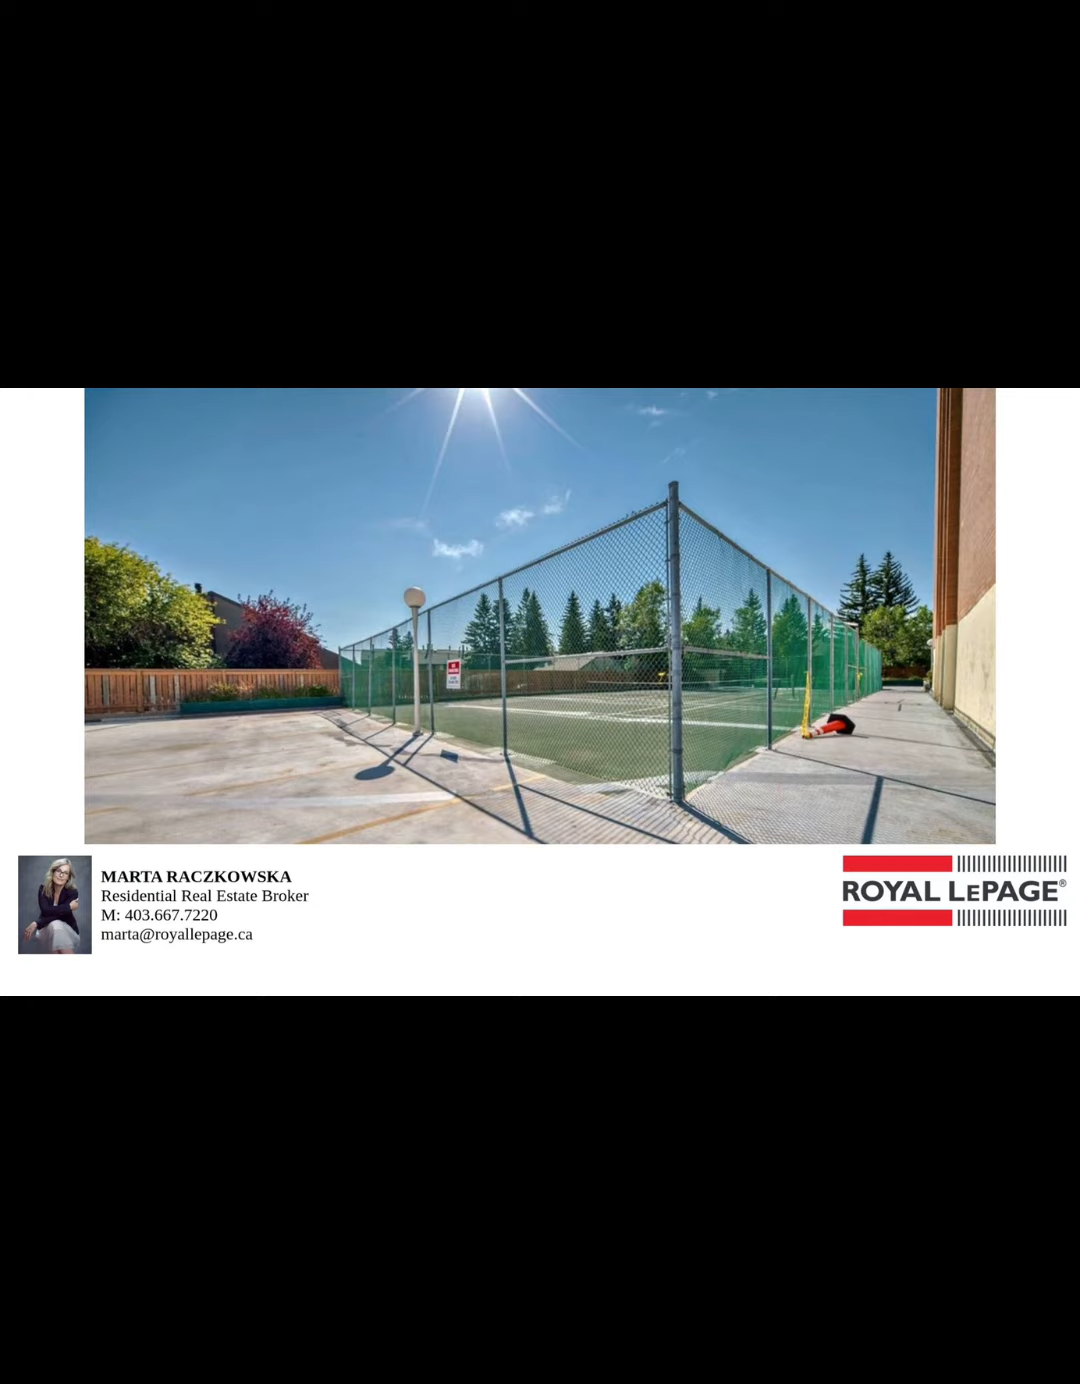 MARTA RACZKOWSKA
Residential Real Estate Broker
M: 403.667.7220
marta@royallepage.ca
ROYAL LEPAGE®